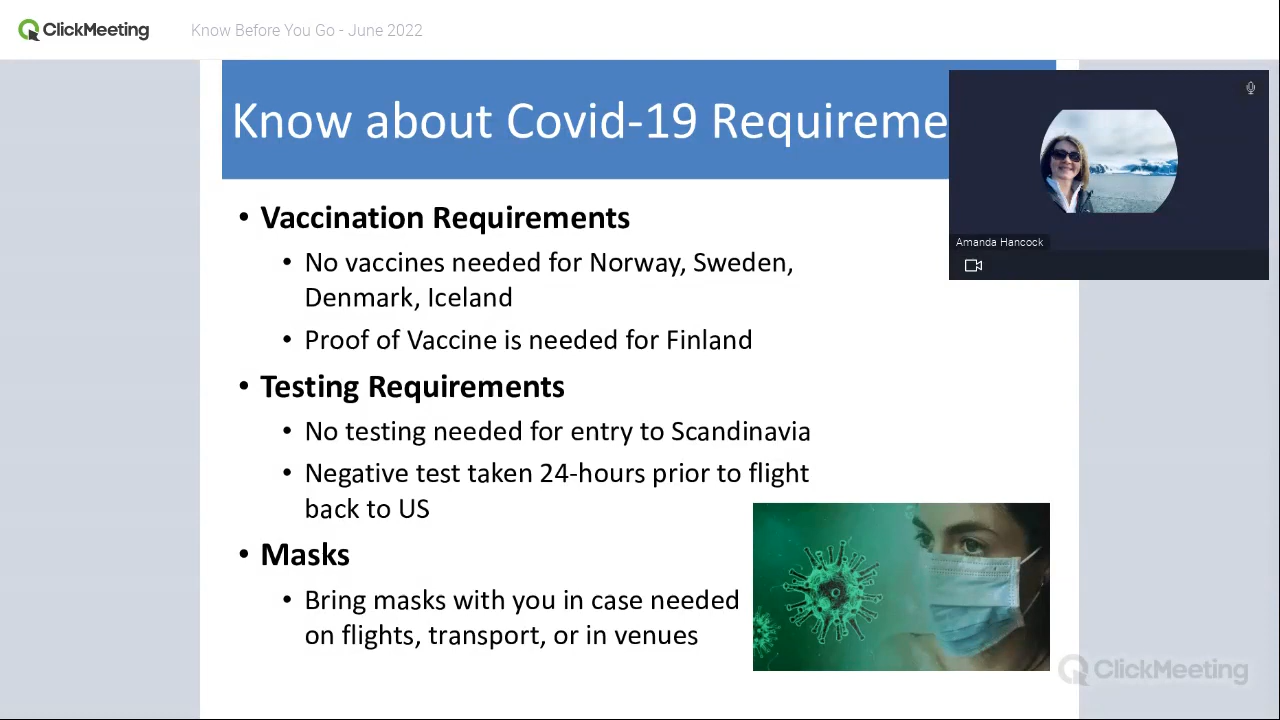 ClickMeeting
Know Before You Go - June 2022
Know about Covid-19 Requireme
Amanda Hancock
• Vaccination Requirements
• No vaccines needed for Norway, Sweden,
Denmark, Iceland
• Proof of Vaccine is needed for Finland
• Testing Requirements
• No testing needed for entry to Scandinavia
• Negative test taken 24-hours prior to flight
back to US
• Masks
• Bring masks with you in case needed
on flights, transport, or in venues
ClickMeeting